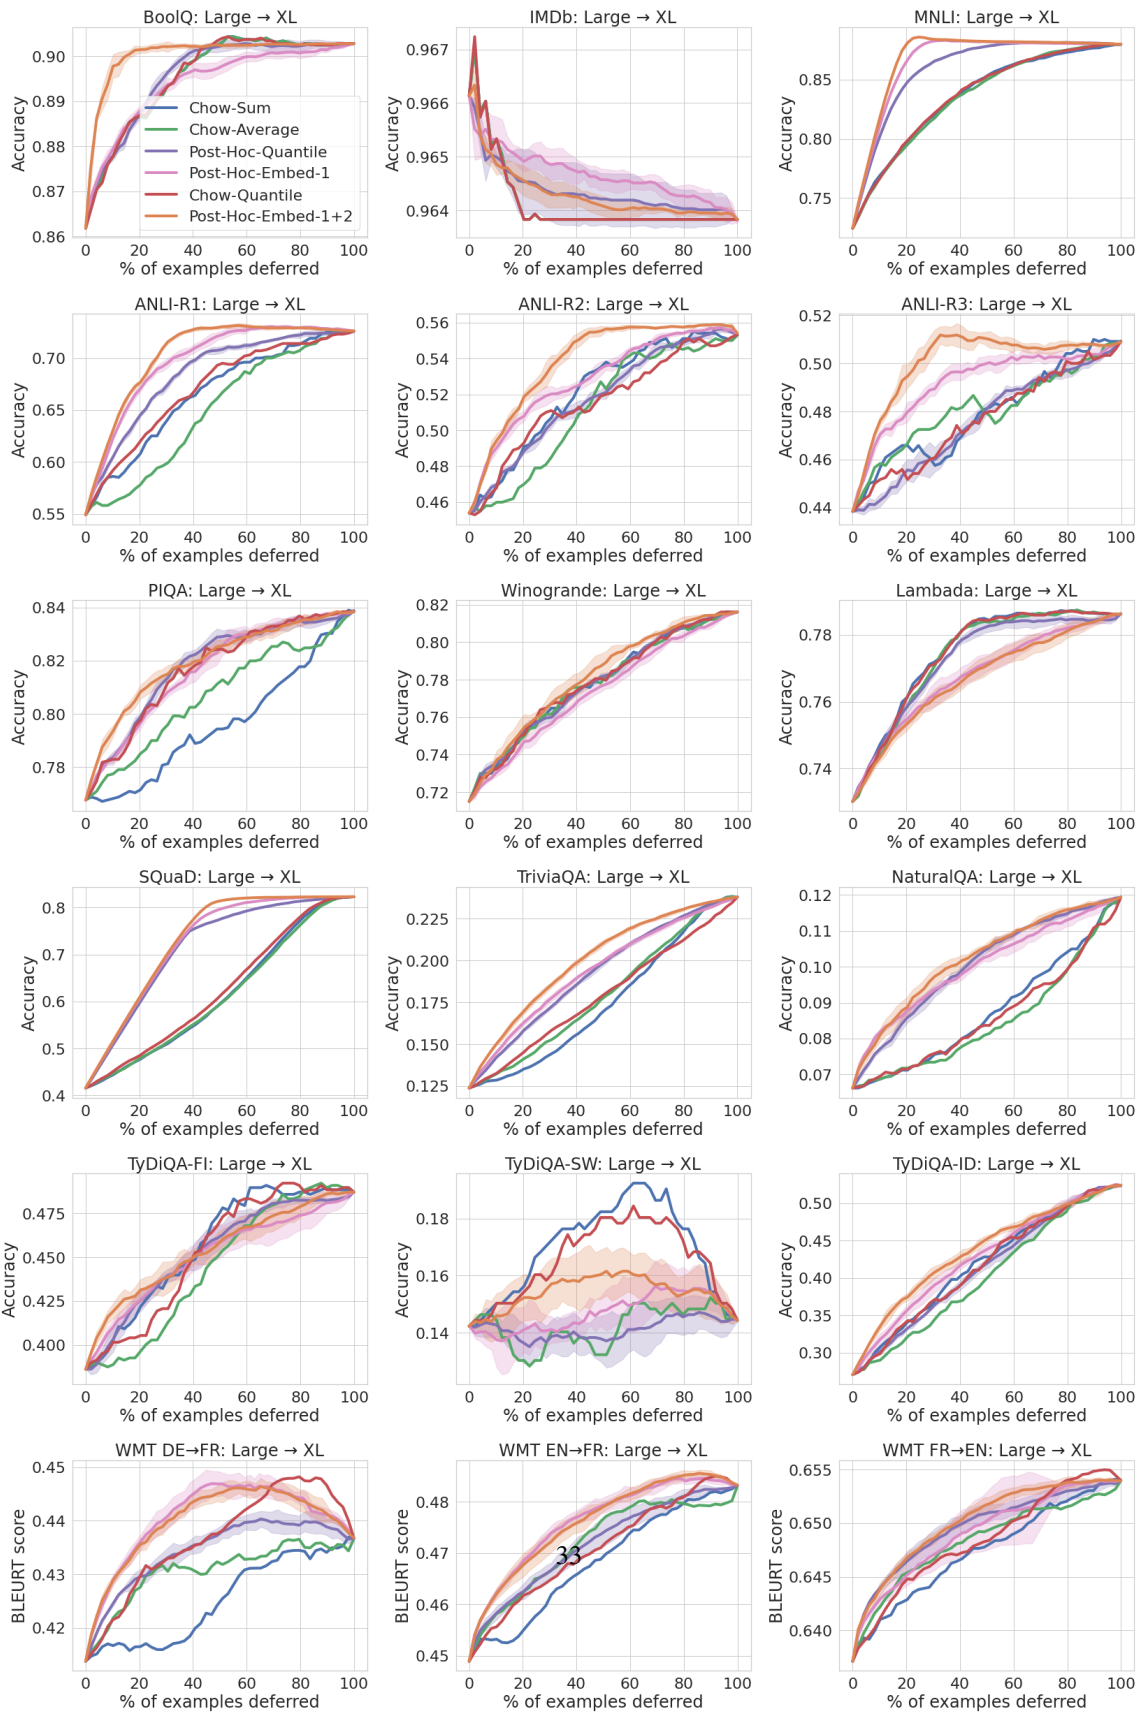 BoolQ: Large → XL
Accuracy
0.90
0.89
0.88
0.87
0.86
Chow-Sum
Chow-Average
Post-Hoc-Quantile
Post-Hoc-Embed-1
Chow-Quantile
Post-Hoc-Embed-1+2
0 20 40 60 80 100
% of examples deferred
IMDb: Large → XL
Accuracy
0.967
0.966
0.965
0.964
0 20 40 60 80 100
% of examples deferred
MNLI: Large → XL
Accuracy
0.85
0.80
0.75
0 20 40 60 80 100
% of examples deferred
ANLI-R1: Large → XL
Accuracy
0.70
0.65
0.60
0.55
0 20 40 60 80 100
% of examples deferred
ANLI-R2: Large → XL
Accuracy
0.56
0.54
0.52
0.50
0.48
0.46
0 20 40 60 80 100
% of examples deferred
ANLI-R3: Large → XL
Accuracy
0.52
0.50
0.48
0.46
0.44
0 20 40 60 80 100
% of examples deferred
PIQA: Large → XL
Accuracy
0.84
0.82
0.80
0.78
0 20 40 60 80 100
% of examples deferred
Winogrande: Large → XL
Accuracy
0.82
0.80
0.78
0.76
0.74
0.72
0 20 40 60 80 100
% of examples deferred
Lambada: Large → XL
Accuracy
0.78
0.76
0.74
0 20 40 60 80 100
% of examples deferred
SQuaD: Large → XL
Accuracy
0.8
0.7
0.6
0.5
0.4
0 20 40 60 80 100
% of examples deferred
TriviaQA: Large → XL
Accuracy
0.225
0.200
0.175
0.150
0.125
0 20 40 60 80 100
% of examples deferred
NaturalQA: Large → XL
Accuracy
0.12
0.11
0.10
0.09
0.08
0.07
0 20 40 60 80 100
% of examples deferred
TyDiQA-FI: Large → XL
Accuracy
0.475
0.450
0.425
0.400
0 20 40 60 80 100
% of examples deferred
TyDiQA-SW: Large → XL
Accuracy
0.18
0.16
0.14
0 20 40 60 80 100
% of examples deferred
TyDiQA-ID: Large → XL
Accuracy
0.50
0.45
0.40
0.35
0.30
0 20 40 60 80 100
% of examples deferred
WMT DE→FR: Large → XL
BLEURT score
0.45
0.44
0.43
0.42
0 20 40 60 80 100
% of examples deferred
WMT EN→FR: Large → XL
BLEURT score
0.48
0.47
0.46
0.45
33
0 20 40 60 80 100
% of examples deferred
WMT FR→EN: Large → XL
BLEURT score
0.655
0.650
0.645
0.640
0 20 40 60 80 100
% of examples deferred